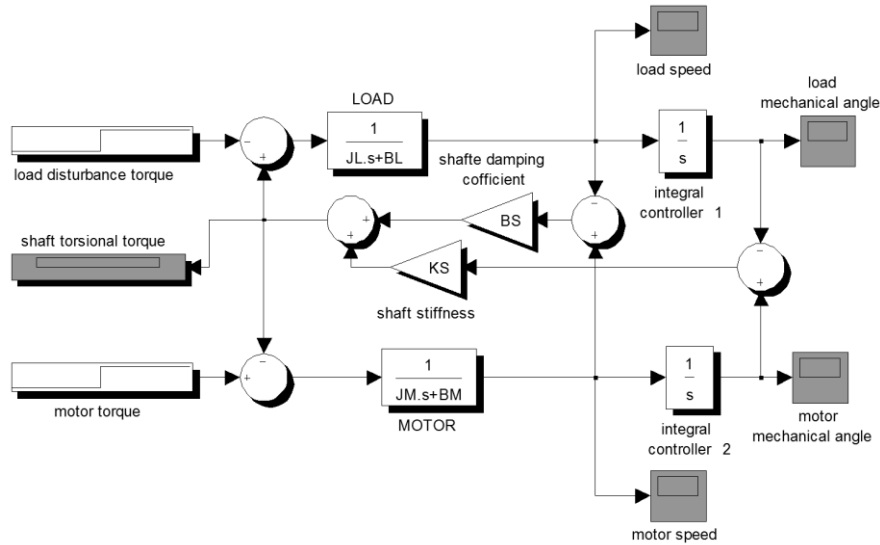 load speed
load
mechanical angle
LOAD
1
JL.s+BL
1
s
load disturbance torque
shafte damping
cofficient
integral
controller 1
shaft torsional torque
BS
KS
shaft stiffness
motor torque
1
JM.s+BM
MOTOR
1
s
integral
controller 2
motor
mechanical angle
motor speed